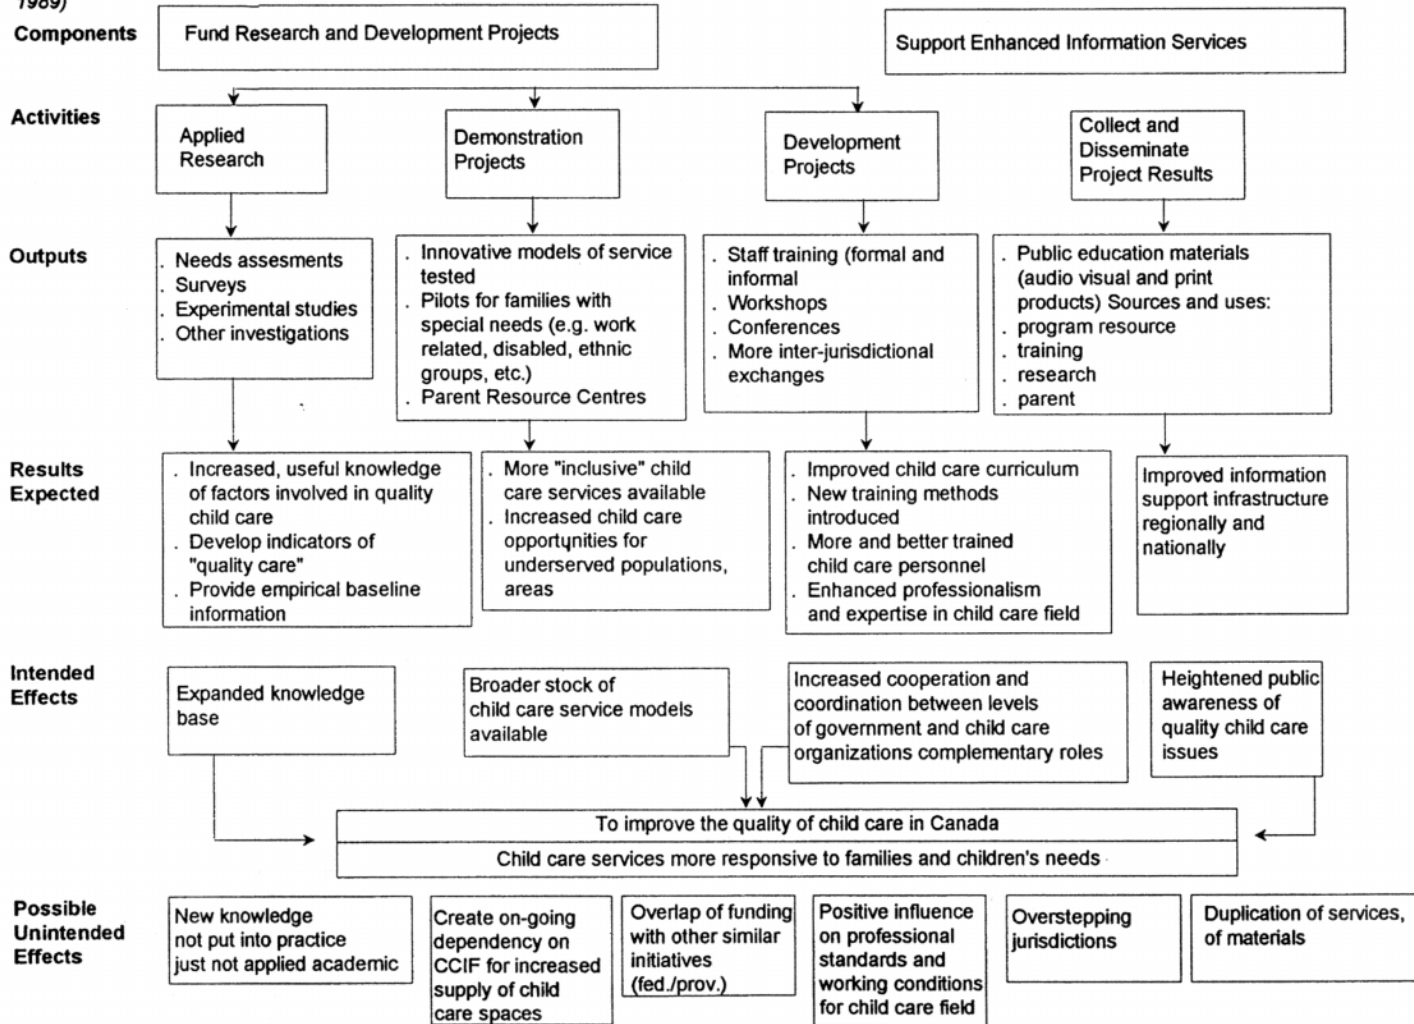 1989)
Components
Fund Research and Development Projects
Support Enhanced Information Services
Activities
Applied
Research
Demonstration
Projects
Development
Projects
Collect and
Disseminate
Project Results
Outputs
. Needs assesments
. Surveys
. Experimental studies
. Other investigations
. Innovative models of service
tested
. Pilots for families with
special needs (e.g. work
related, disabled, ethnic
groups, etc.)
. Parent Resource Centres
. Staff training (formal and
informal
. Workshops
. Conferences
. More inter-jurisdictional
exchanges
. Public education materials
(audio visual and print
products) Sources and uses:
. program resource
. training
. research
. parent
Results
Expected
. Increased, useful knowledge
of factors involved in quality
child care
. Develop indicators of
"quality care"
. Provide empirical baseline
information
. More "inclusive" child
care services available
. Increased child care
opportunities for
underserved populations,
areas
. Improved child care curriculum
. New training methods
introduced
. More and better trained
child care personnel
. Enhanced professionalism
and expertise in child care field
Improved information
support infrastructure
regionally and
nationally
Intended
Effects
Expanded knowledge
base
Broader stock of
child care service models
available
Increased cooperation and
coordination between levels
of government and child care
organizations complementary roles
Heightened public
awareness of
quality child care
issues
To improve the quality of child care in Canada
Child care services more responsive to families and children's needs
Possible
Unintended
Effects
New knowledge
not put into practice
just not applied academic
Create on-going
dependency on
CCIF for increased
supply of child
care spaces
Overlap of funding
with other similar
initiatives
(fed./prov.)
Positive influence
on professional
standards and
working conditions
for child care field
Overstepping
jurisdictions
Duplication of services,
of materials